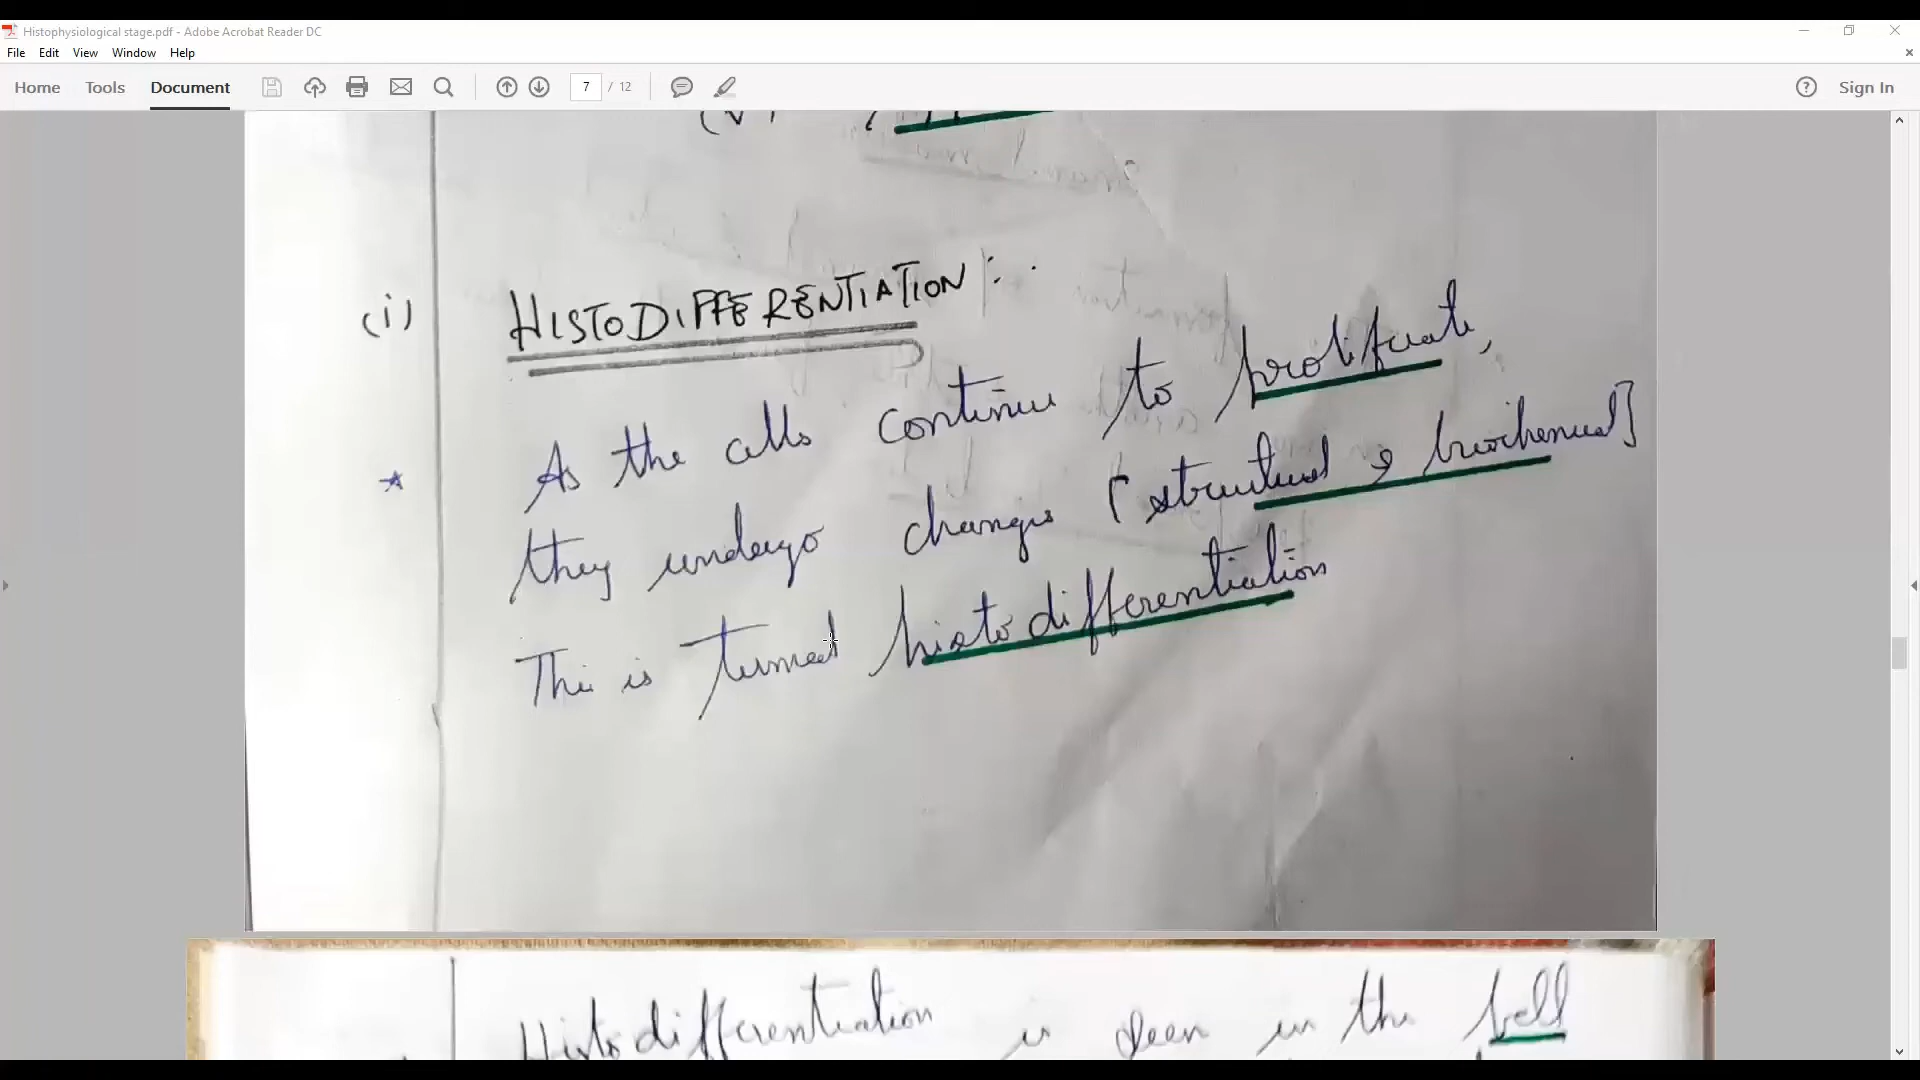 Histophysiological stage.pdf - Adobe Acrobat Reader DC
File Edit View Window Help
Home Tools Document 7 / 12 Sign In
(v)
(i) HISTODIFFERENTIATION :
* As the cells continue to proliferate,
they undergo changes [structural & biochemical]
This is termed histodifferentiation
Histodifferentiation is seen in the bell